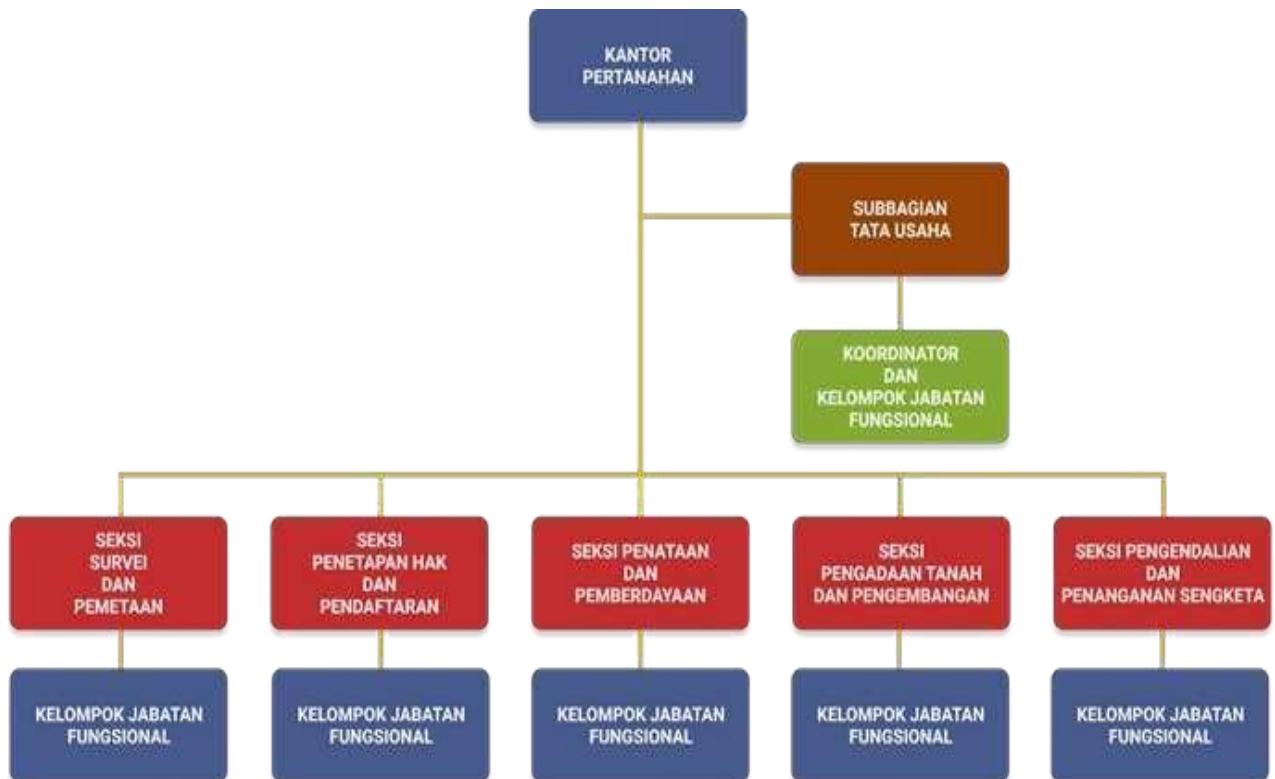 KANTOR
PERTANAHAN
SUBBAGIAN
TATA USAHA
KOORDINATOR
DAN
KELOMPOK JABATAN
FUNGSIONAL
SEKSI
SURVEI
DAN
PEMETAAN
SEKSI
PENETAPAN HAK
DAN
PENDAFTARAN
SEKSI PENATAAN
DAN
PEMBERDAYAAN
SEKSI
PENGADAAN TANAH
DAN PENGEMBANGAN
SEKSI PENGENDALIAN
DAN
PENANGANAN SENGKETA
KELOMPOK JABATAN
FUNGSIONAL
KELOMPOK JABATAN
FUNGSIONAL
KELOMPOK JABATAN
FUNGSIONAL
KELOMPOK JABATAN
FUNGSIONAL
KELOMPOK JABATAN
FUNGSIONAL